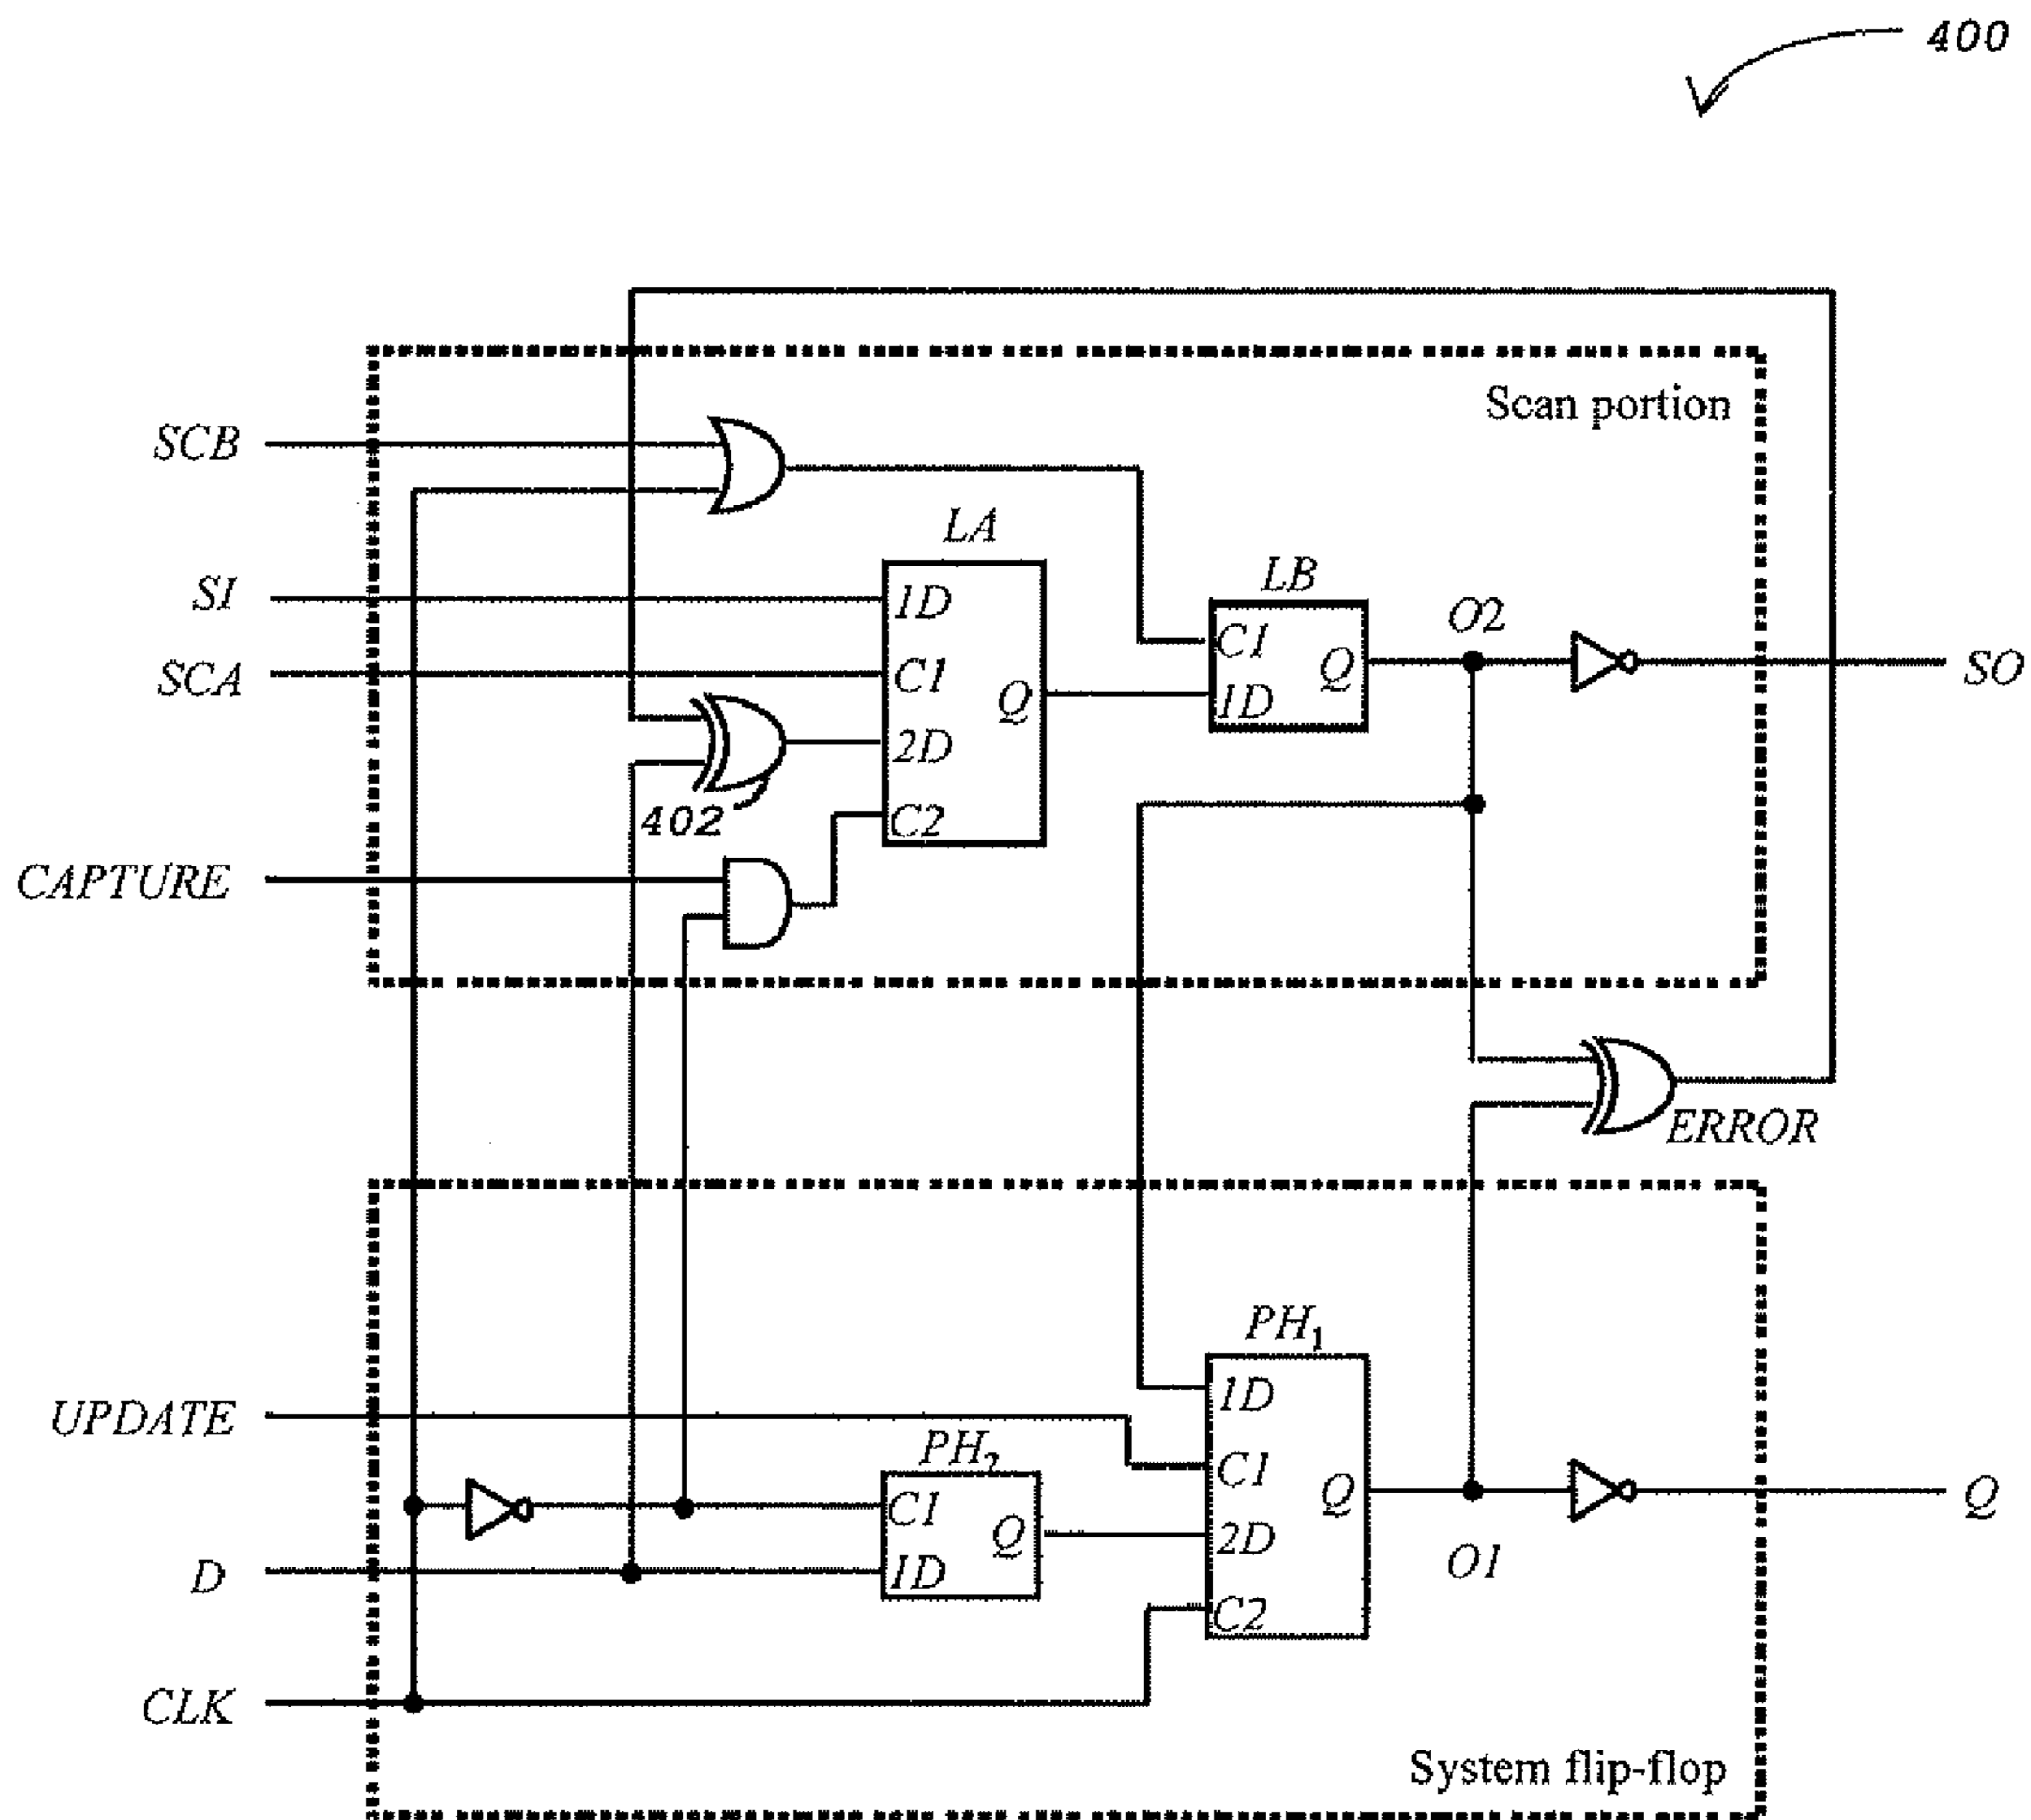 400
Scan portion
SCB
LA
SI
1D
LB
O2
SCA
C1
C1
Q
SO
Q
1D
2D
402
C2
CAPTURE
ERROR
PH1
1D
UPDATE
PH2
C1
C1
Q
Q
Q
2D
D
1D
O1
C2
CLK
System flip-flop